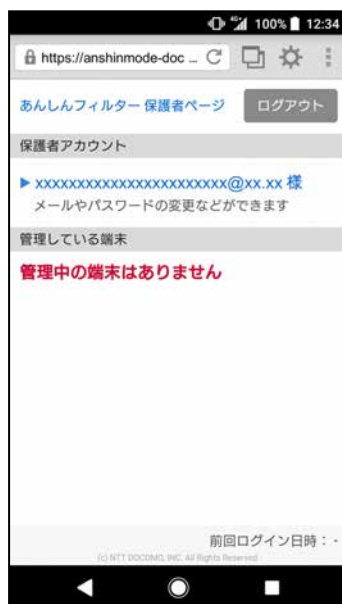 4G 100% 12:34
https://anshinmode-doc ...
あんしんフィルター 保護者ページ ログアウト
保護者アカウント
▶ xxxxxxxxxxxxxxxxxxxxxxx@xx.xx 様
メールやパスワードの変更などができます
管理している端末
管理中の端末はありません
前回ログイン日時：-
(c) NTT DOCOMO, INC. All Rights Reserved.